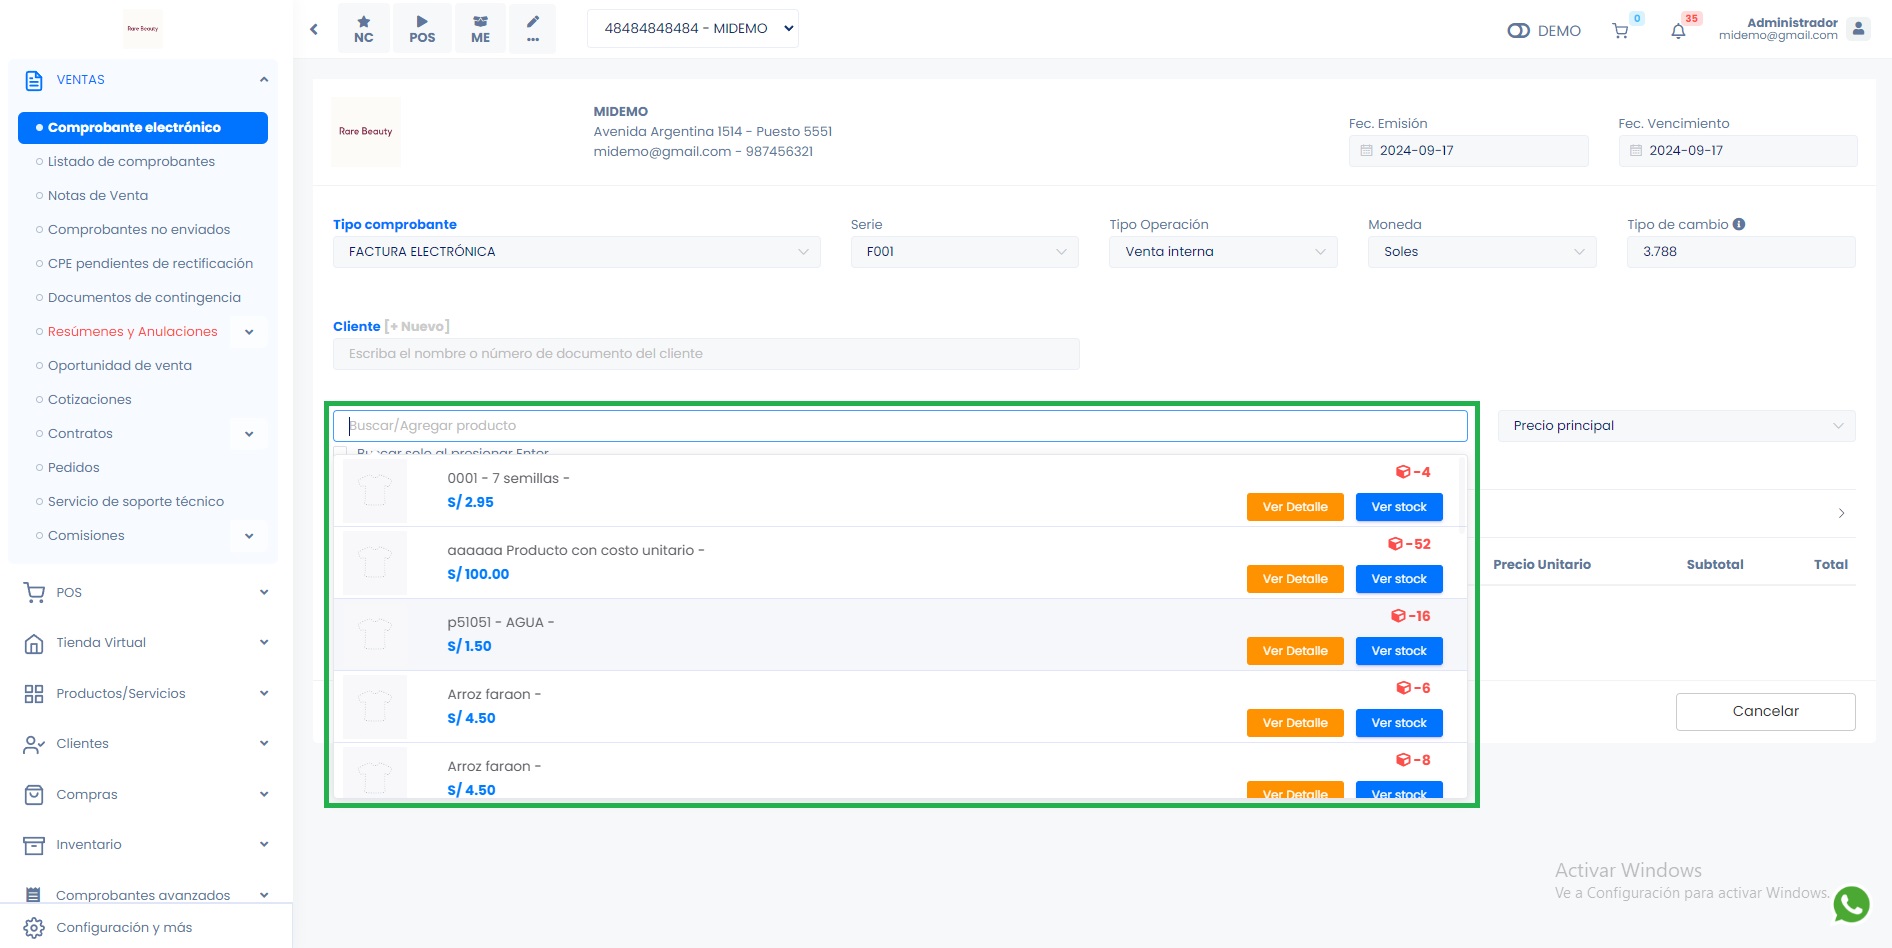 Rare Beauty
VENTAS
Comprobante electrónico
Listado de comprobantes
Notas de Venta
Comprobantes no enviados
CPE pendientes de rectificación
Documentos de contingencia
Resúmenes y Anulaciones
Oportunidad de venta
Cotizaciones
Contratos
Pedidos
Servicio de soporte técnico
Comisiones
POS
Tienda Virtual
Productos/Servicios
Clientes
Compras
Inventario
Comprobantes avanzados
Configuración y más
NC
POS
ME
...
48484848484 - MIDEMO
DEMO
0
35
Administrador
midemo@gmail.com
Rare Beauty
MIDEMO
Avenida Argentina 1514 - Puesto 5551
midemo@gmail.com - 987456321
Fec. Emisión
2024-09-17
Fec. Vencimiento
2024-09-17
Tipo comprobante
FACTURA ELECTRÓNICA
Serie
F001
Tipo Operación
Venta interna
Moneda
Soles
Tipo de cambio
3.788
Cliente [+ Nuevo]
Escriba el nombre o número de documento del cliente
Buscar/Agregar producto
Buscar solo al presionar Enter
Precio principal
0001 - 7 semillas -
S/ 2.95
-4
Ver Detalle
Ver stock
aaaaaa Producto con costo unitario -
S/ 100.00
-52
Ver Detalle
Ver stock
p51051 - AGUA -
S/ 1.50
-16
Ver Detalle
Ver stock
Arroz faraon -
S/ 4.50
-6
Ver Detalle
Ver stock
Arroz faraon -
S/ 4.50
-8
Ver Detalle
Ver stock
Precio Unitario
Subtotal
Total
Cancelar
Activar Windows
Ve a Configuración para activar Windows.